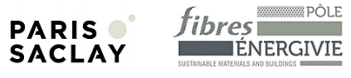 PARIS
SACLAY
PÔLE
fibres
ÉNERGIVIE
SUSTAINABLE MATERIALS AND BUILDINGS